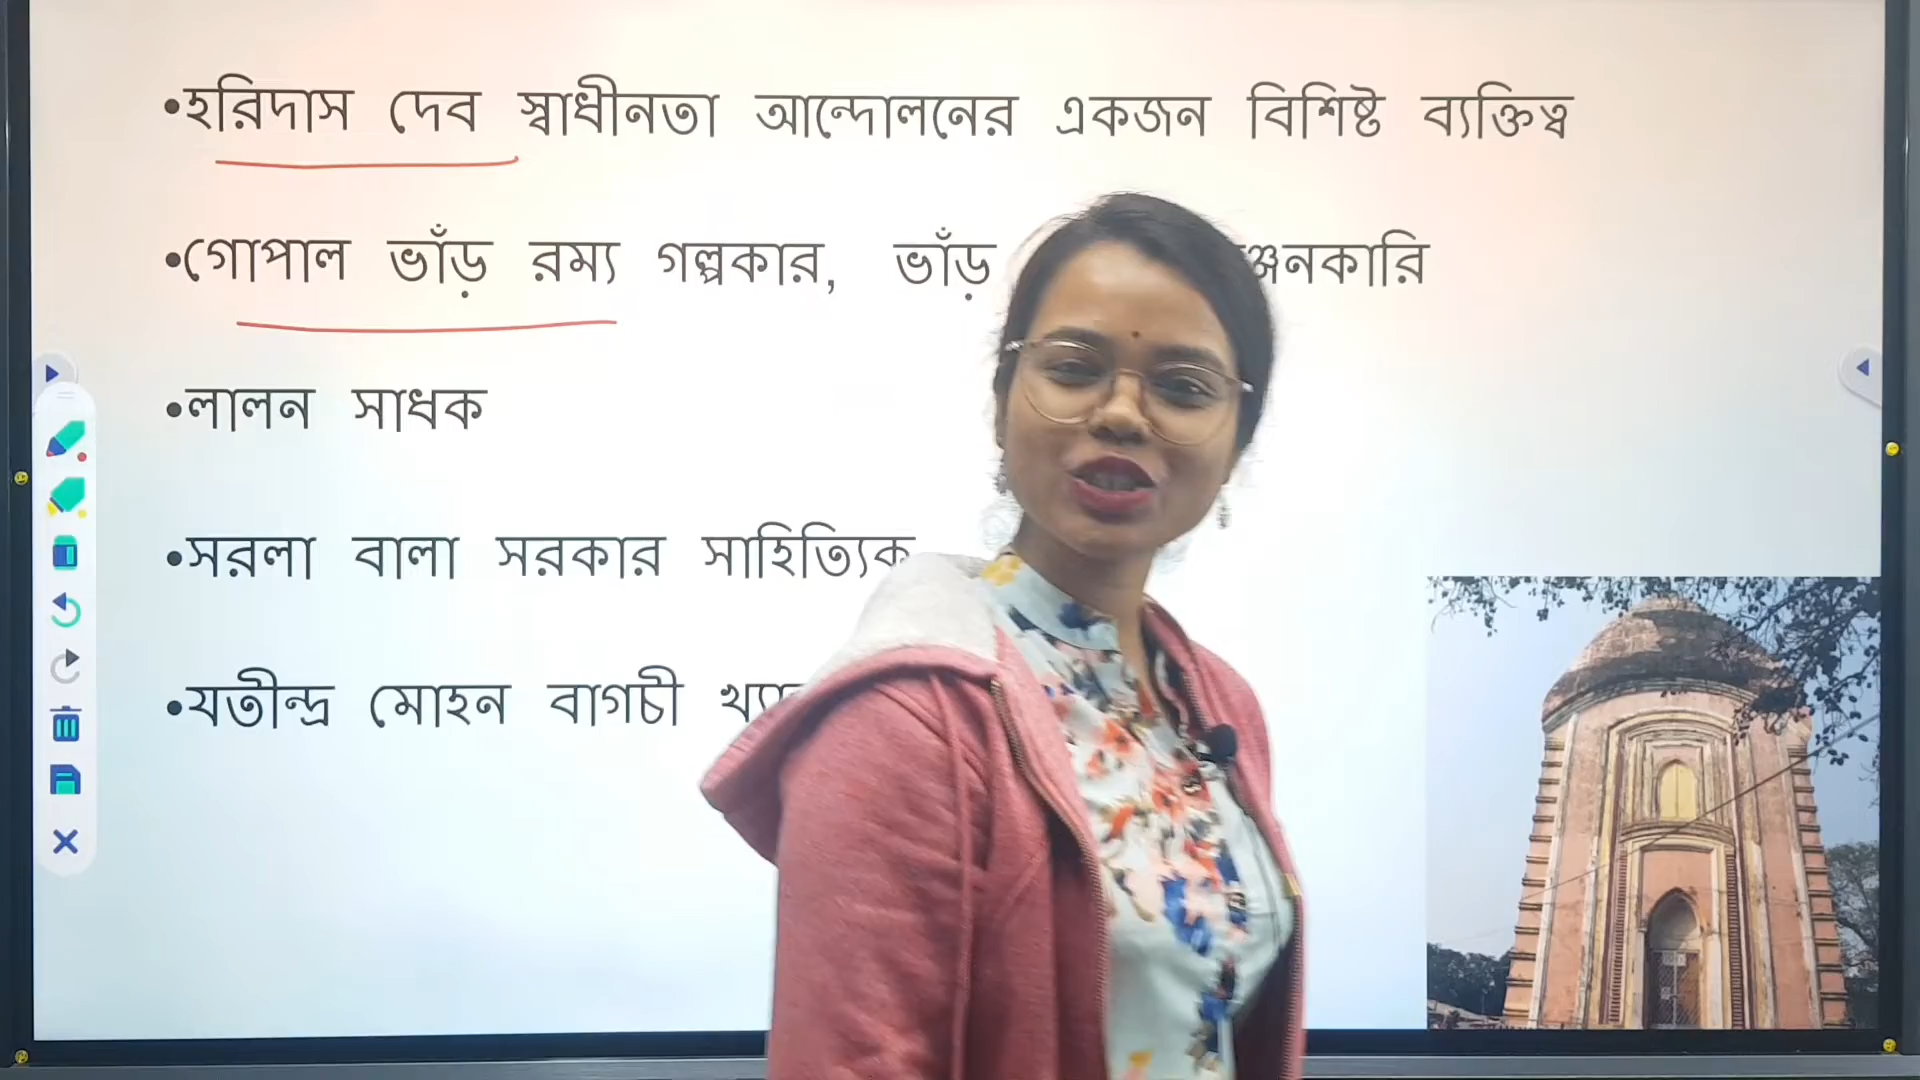 •হরিদাস দেব স্বাধীনতা আন্দোলনের একজন বিশিষ্ট ব্যক্তিত্ব
•গোপাল ভাঁড় রম্য গল্পকার, ভাঁড়
•লালন সাধক
•সরলা বালা সরকার সাহিত্যিক
•যতীন্দ্র মোহন বাগচী